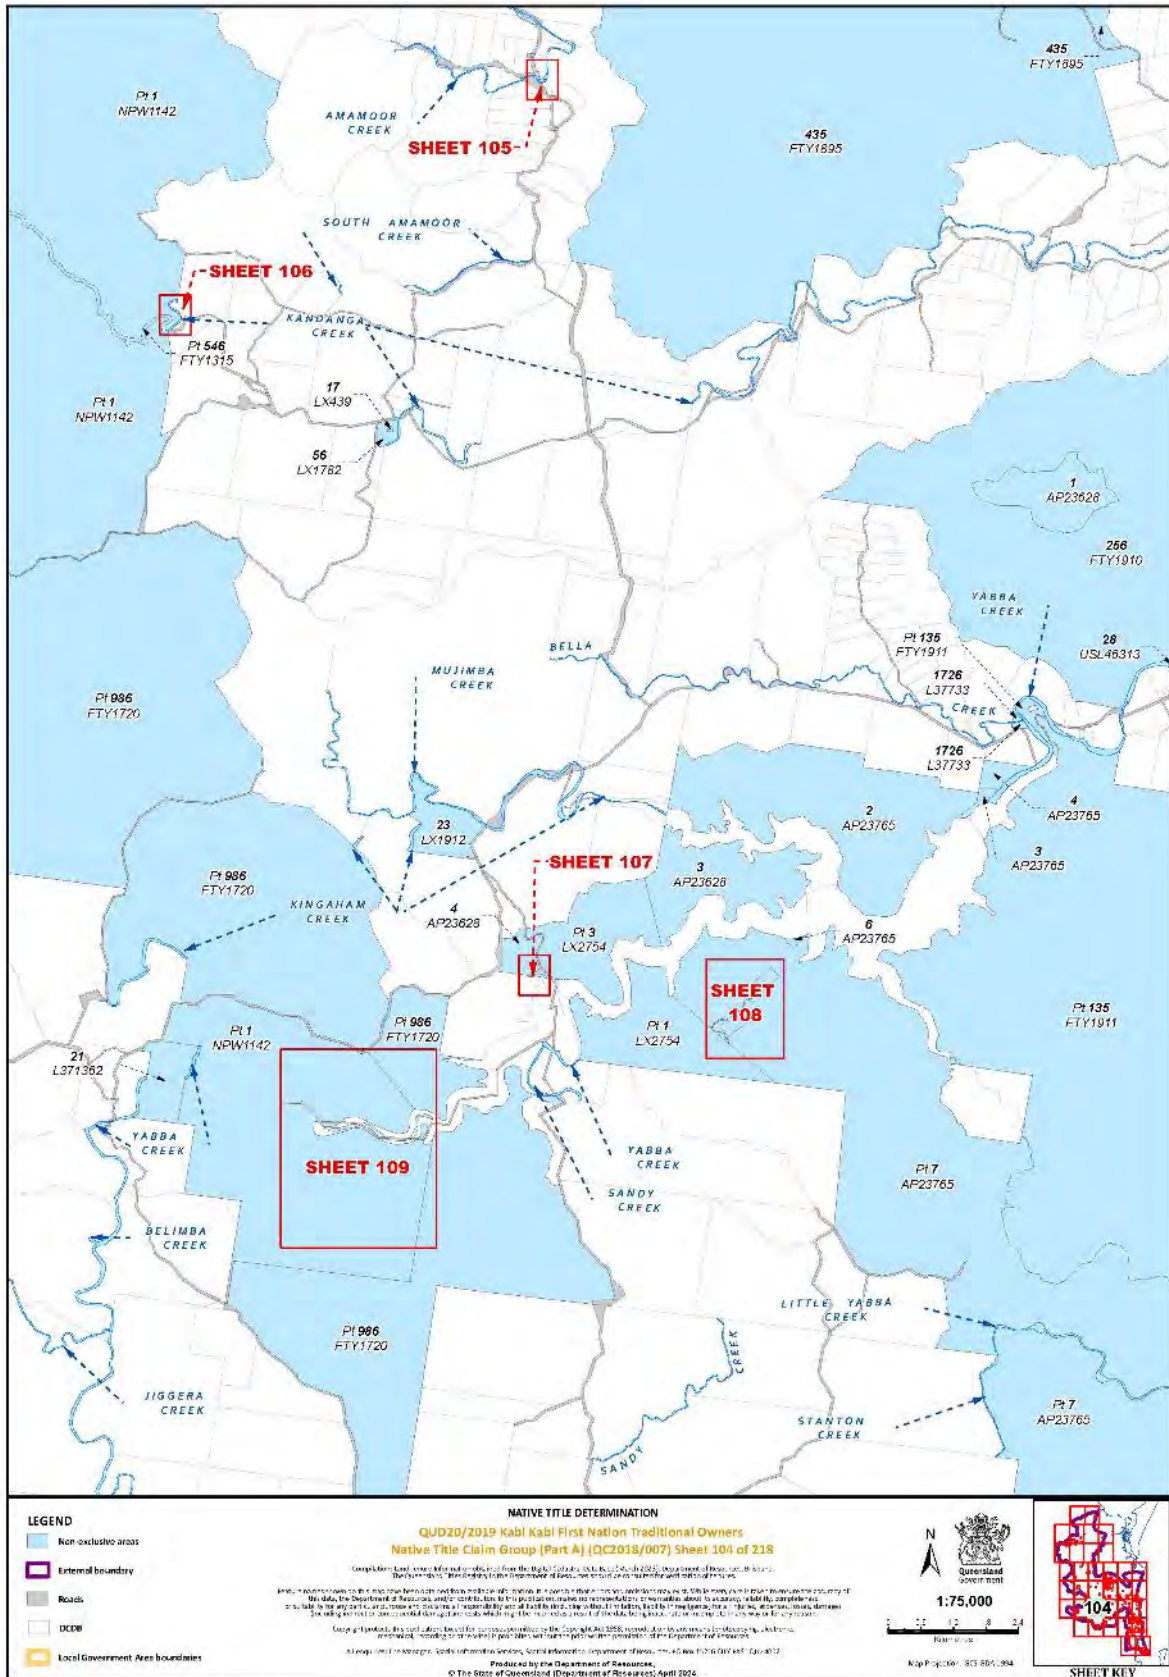 435
FTY1895
Pt 1
NPW1142
AMAMOOR
CREEK
SHEET 105
435
FTY1895
SOUTH AMAMOOR
CREEK
SHEET 106
KANDANGA
CREEK
Pt 546
FTY1315
17
LX439
Pt 1
NPW1142
56
LX1782
1
AP23628
256
FTY1910
YABBA
CREEK
Pt 135
FTY1911
28
USL46313
BELLA
CREEK
MUJIMBA
CREEK
1726
L37733
Pt 986
FTY1720
1726
L37733
4
AP23765
2
AP23765
3
AP23765
23
LX1912
SHEET 107
3
AP23628
Pt 986
FTY1720
KINGAHAM
CREEK
4
AP23628
Pt 3
LX2754
6
AP23765
SHEET
108
Pt 135
FTY1911
Pt 1
NPW1142
Pt 986
FTY1720
Pt 1
LX2754
21
L371362
YABBA
CREEK
SHEET 109
YABBA
CREEK
SANDY
CREEK
Pt 7
AP23765
BELIMBA
CREEK
LITTLE YABBA
CREEK
Pt 986
FTY1720
JIGGERA
CREEK
SANDY CREEK
STANTON
CREEK
Pt 7
AP23765
LEGEND
Non-exclusive areas
External boundary
Roads
DCDB
Local Government Area boundaries
NATIVE TITLE DETERMINATION
QUD20/2019 Kabi Kabi First Nation Traditional Owners
Native Title Claim Group (Part A) (QC2018/007) Sheet 104 of 218
Produced by the Department of Resources,
© The State of Queensland (Department of Resources) April 2024
N
Queensland
Government
1:75,000
Kilometres
104
SHEET KEY